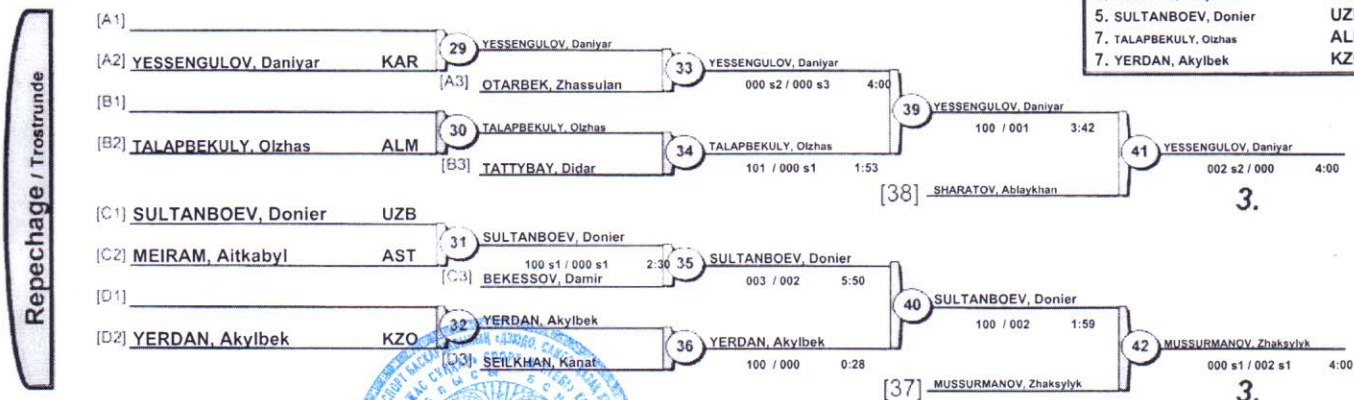 Repechage / Trostrunde
5. SULTANBOEV, Donier
7. TALAPBEKULY, Olzhas
7. YERDAN, Akylbek
[A1]
[A2] YESSENGULOV, Daniyar KAR
29
YESSENGULOV, Daniyar
[A3] OTARBEK, Zhassulan
33
YESSENGULOV, Daniyar
000 s2 / 000 s3 4:00
[B1]
[B2] TALAPBEKULY, Olzhas ALM
30
TALAPBEKULY, Olzhas
[B3] TATTYBAY, Didar
34
TALAPBEKULY, Olzhas
101 / 000 s1 1:53
39
YESSENGULOV, Daniyar
100 / 001 3:42
[38] SHARATOV, Ablaykhan
41
YESSENGULOV, Daniyar
002 s2 / 000 4:00
3.
[C1] SULTANBOEV, Donier UZB
[C2] MEIRAM, Aitkabyl AST
31
SULTANBOEV, Donier
100 s1 / 000 s1 2:30
[C3] BEKESSOV, Damir
35
SULTANBOEV, Donier
003 / 002 5:50
[D1]
[D2] YERDAN, Akylbek KZO
32
YERDAN, Akylbek
[D3] SEILKHAN, Kanat
36
YERDAN, Akylbek
100 / 000 0:28
40
SULTANBOEV, Donier
100 / 002 1:59
[37] MUSSURMANOV, Zhaksylyk
42
MUSSURMANOV, Zhaksylyk
000 s1 / 002 s1 4:00
3.